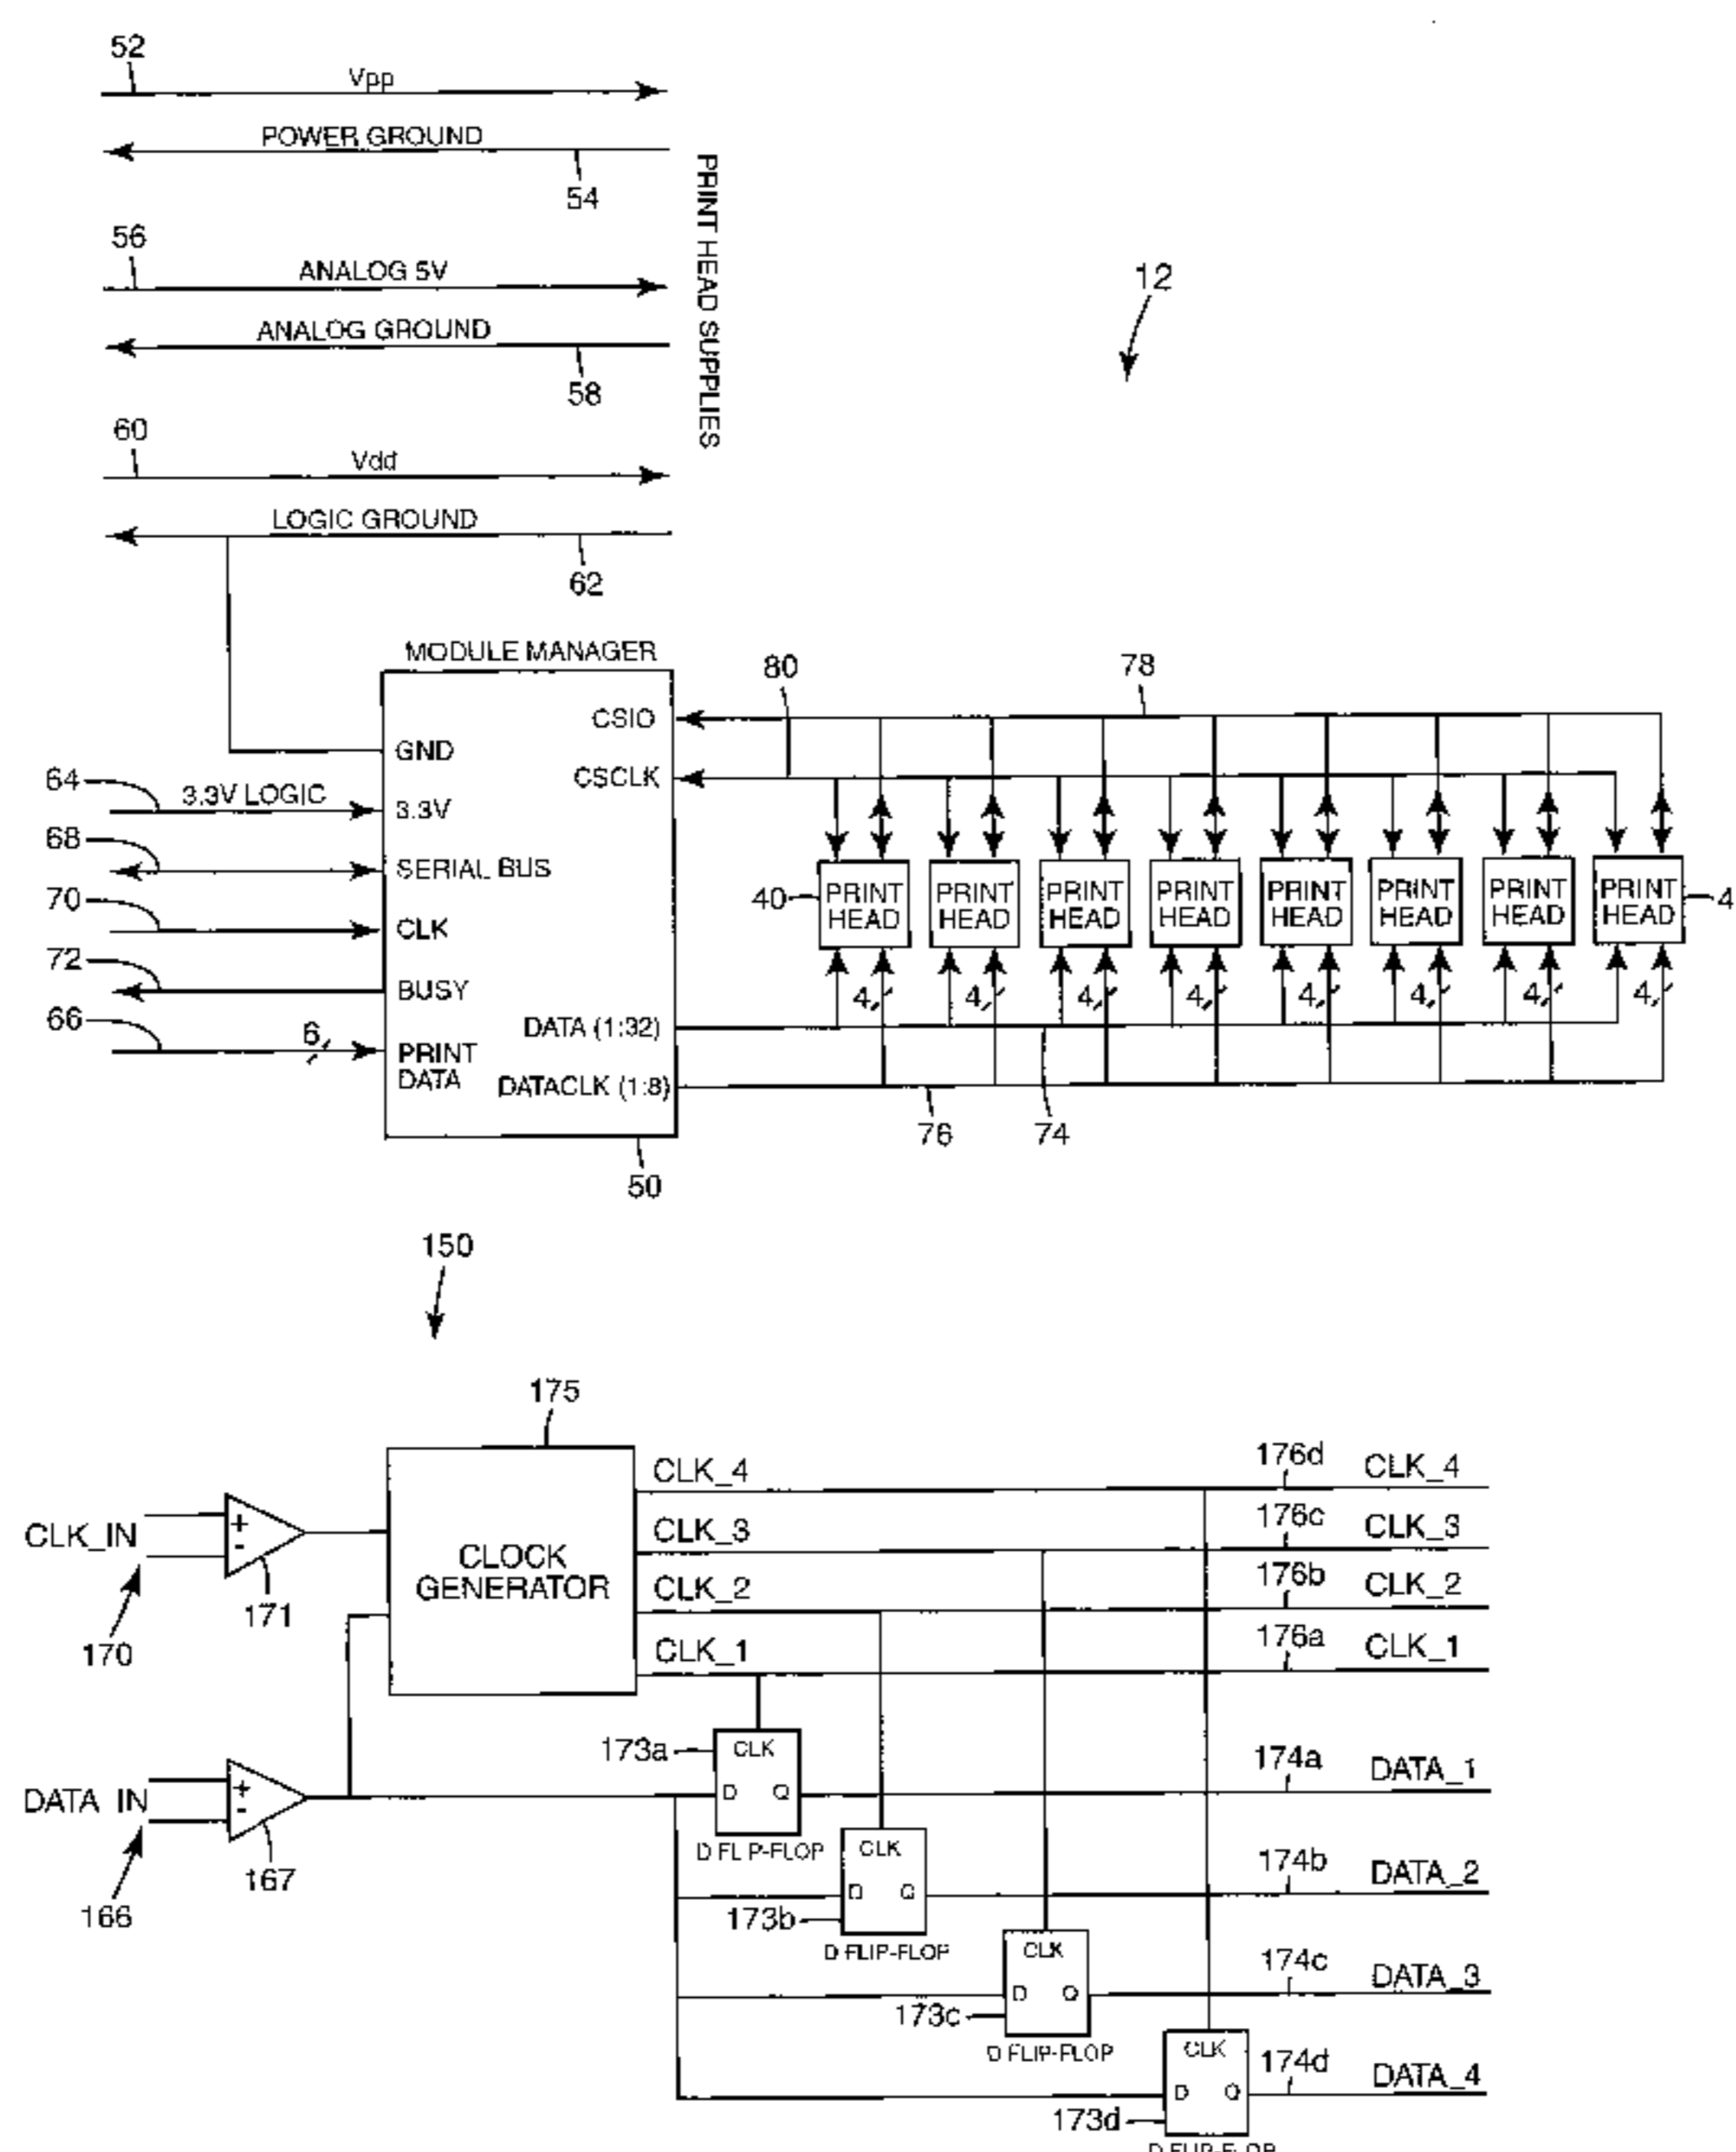 52
Vpp
POWER GROUND
54
56
ANALOG 5V
ANALOG GROUND
58
60
Vdd
LOGIC GROUND
62
PRINT HEAD SUPPLIES
12
MODULE MANAGER
80
78
CSIO
CSCLK
GND
64
3.3V LOGIC
3.3V
68
SERIAL BUS
70
CLK
72
BUSY
66
6
PRINT
DATA
DATA (1:32)
DATACLK (1:8)
40
PRINT
HEAD
PRINT
HEAD
PRINT
HEAD
PRINT
HEAD
PRINT
HEAD
PRINT
HEAD
PRINT
HEAD
PRINT
HEAD
4
4
4
4
4
4
4
4
4
76
74
50
150
175
CLK_IN
+
-
171
170
CLOCK
GENERATOR
CLK_4
176d
CLK_4
CLK_3
176c
CLK_3
CLK_2
176b
CLK_2
CLK_1
176a
CLK_1
DATA IN
+
-
167
166
173a
CLK
D Q
D FL P-FLOP
174a
DATA_1
173b
CLK
D Q
D FLIP-FLOP
174b
DATA_2
173c
CLK
D Q
D FLIP-FLOP
174c
DATA_3
173d
CLK
D Q
174d
DATA_4
D FLIP-FLOP